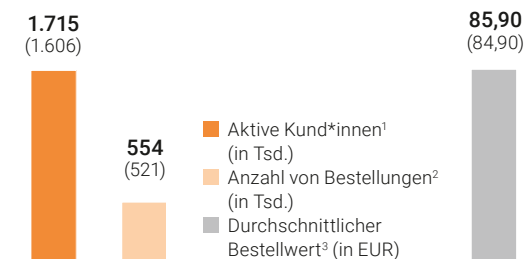 1.715
(1.606)
85,90
(84,90)
554
(521)
Aktive Kund*innen¹
(in Tsd.)
Anzahl von Bestellungen²
(in Tsd.)
Durchschnittlicher
Bestellwert³ (in EUR)